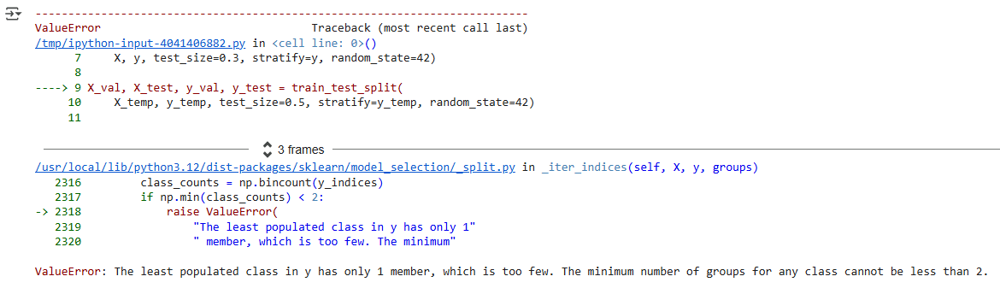 ---------------------------------------------------------------------------
ValueError                                Traceback (most recent call last)
/tmp/ipython-input-4041406882.py in <cell line: 0>()
      7     X, y, test_size=0.3, stratify=y, random_state=42)
      8
----> 9 X_val, X_test, y_val, y_test = train_test_split(
     10     X_temp, y_temp, test_size=0.5, stratify=y_temp, random_state=42)
     11
3 frames
/usr/local/lib/python3.12/dist-packages/sklearn/model_selection/_split.py in _iter_indices(self, X, y, groups)
   2316         class_counts = np.bincount(y_indices)
   2317         if np.min(class_counts) < 2:
-> 2318             raise ValueError(
   2319                 "The least populated class in y has only 1"
   2320                 " member, which is too few. The minimum"
ValueError: The least populated class in y has only 1 member, which is too few. The minimum number of groups for any class cannot be less than 2.